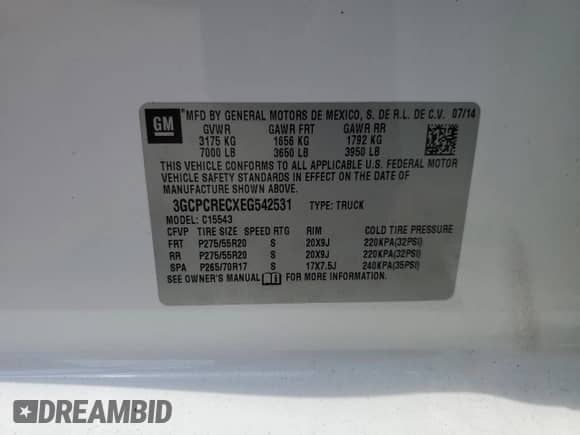 GM
MFD BY GENERAL MOTORS DE MEXICO, S. DE R.L. DE C.V. 07/14
GVWR GAWR FRT GAWR RR
3175 KG 1656 KG 1792 KG
7000 LB 3650 LB 3950 LB
THIS VEHICLE CONFORMS TO ALL APPLICABLE U.S. FEDERAL MOTOR
VEHICLE SAFETY STANDARDS IN EFFECT ON THE DATE OF
MANUFACTURE SHOWN ABOVE.
3GCPCRECXEG542531 TYPE: TRUCK
MODEL: C15543
CFVP TIRE SIZE SPEED RTG RIM COLD TIRE PRESSURE
FRT P275/55R20 S 20X9J 220KPA(32PSI)
RR P275/55R20 S 20X9J 220KPA(32PSI)
SPA P265/70R17 S 17X7.5J 240KPA(35PSI)
SEE OWNER'S MANUAL FOR MORE INFORMATION.
DREAMBID